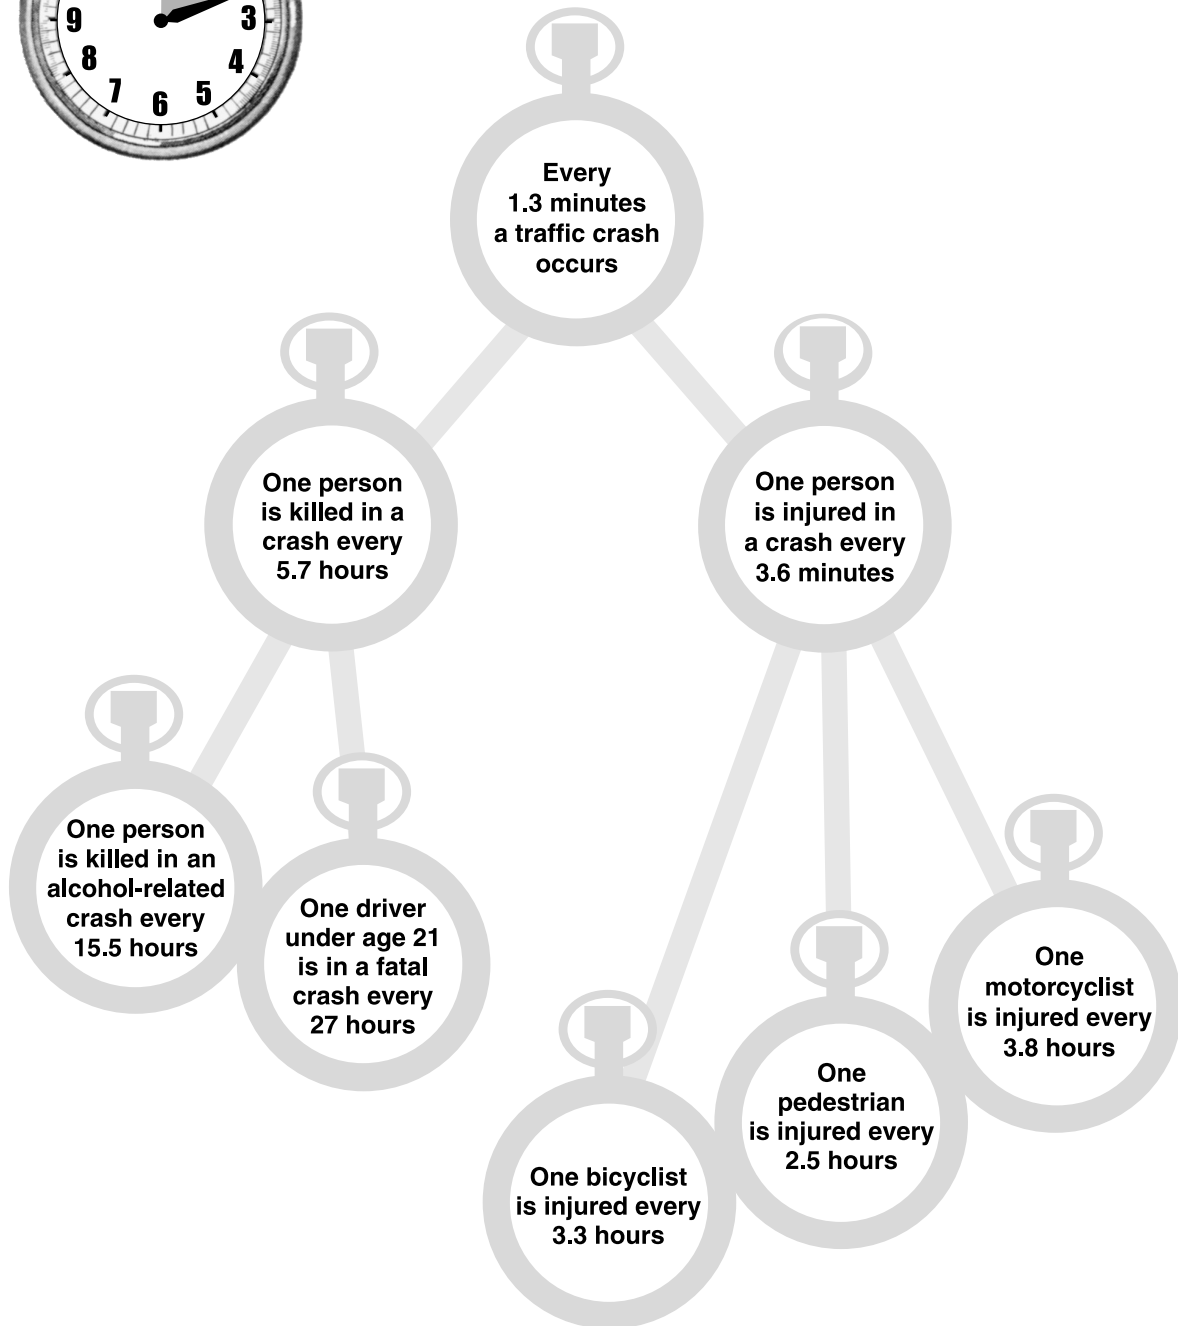 9
3
8
4
7
5
6
Every
1.3 minutes
a traffic crash
occurs
One person
is killed in a
crash every
5.7 hours
One person
is injured in
a crash every
3.6 minutes
One person
is killed in an
alcohol-related
crash every
15.5 hours
One driver
under age 21
is in a fatal
crash every
27 hours
One
motorcyclist
is injured every
3.8 hours
One
pedestrian
is injured every
2.5 hours
One bicyclist
is injured every
3.3 hours